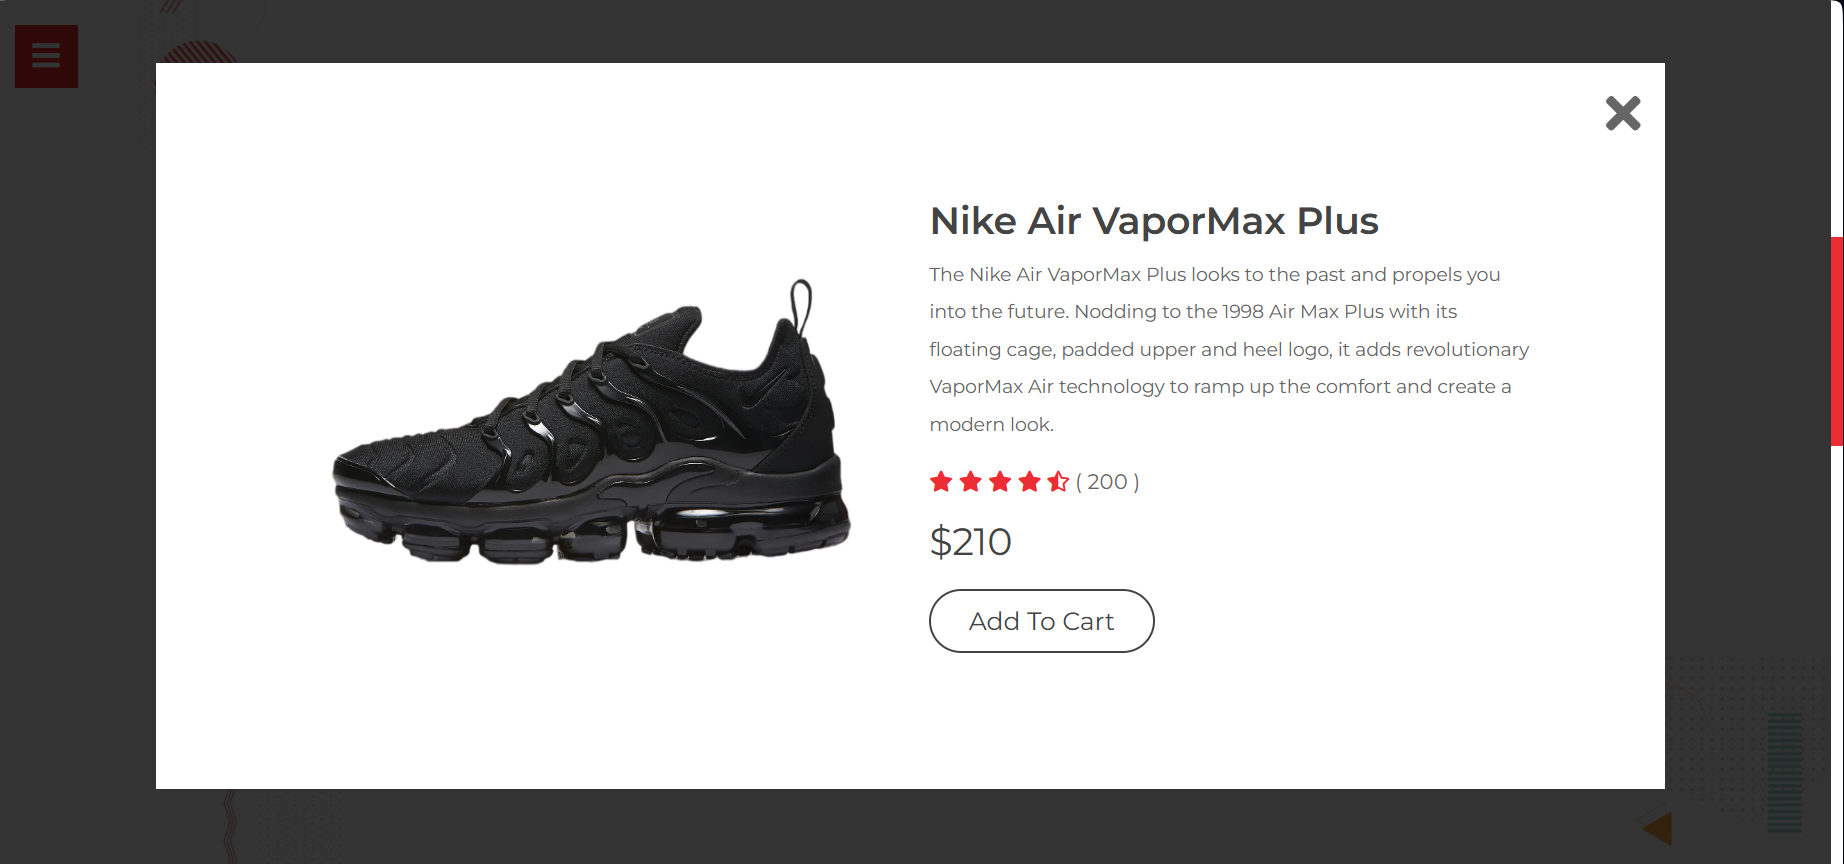 Nike Air VaporMax Plus
The Nike Air VaporMax Plus looks to the past and propels you
into the future. Nodding to the 1998 Air Max Plus with its
floating cage, padded upper and heel logo, it adds revolutionary
VaporMax Air technology to ramp up the comfort and create a
modern look.
( 200 )
$210
Add To Cart